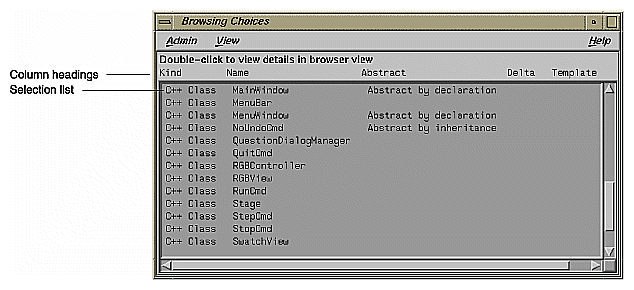 Browsing Choices
Admin View Help
Double-click to view details in browser view
Column headings
Kind Name Abstract Delta Template
Selection list
C++ Class MainWindow Abstract by declaration
C++ Class MenuBar
C++ Class MenuWindow Abstract by declaration
C++ Class NoUndoCmd Abstract by inheritance
C++ Class QuestionDialogManager
C++ Class QuitCmd
C++ Class RGBController
C++ Class RGBView
C++ Class RunCmd
C++ Class Stage
C++ Class StepCmd
C++ Class StopCmd
C++ Class SwatchView